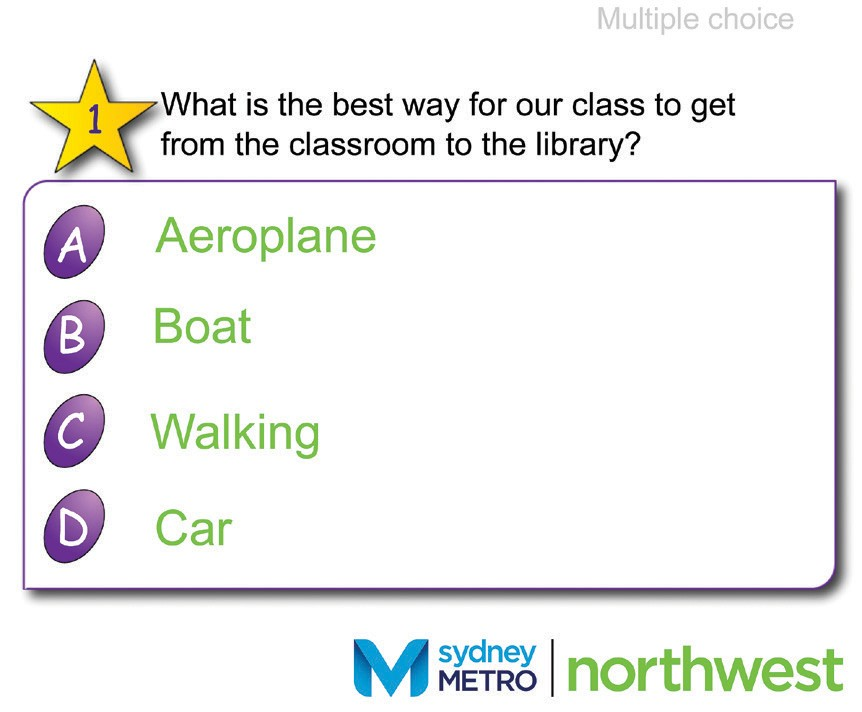 Multiple choice
1
What is the best way for our class to get
from the classroom to the library?
A Aeroplane
B Boat
C Walking
D Car
sydney
METRO
northwest